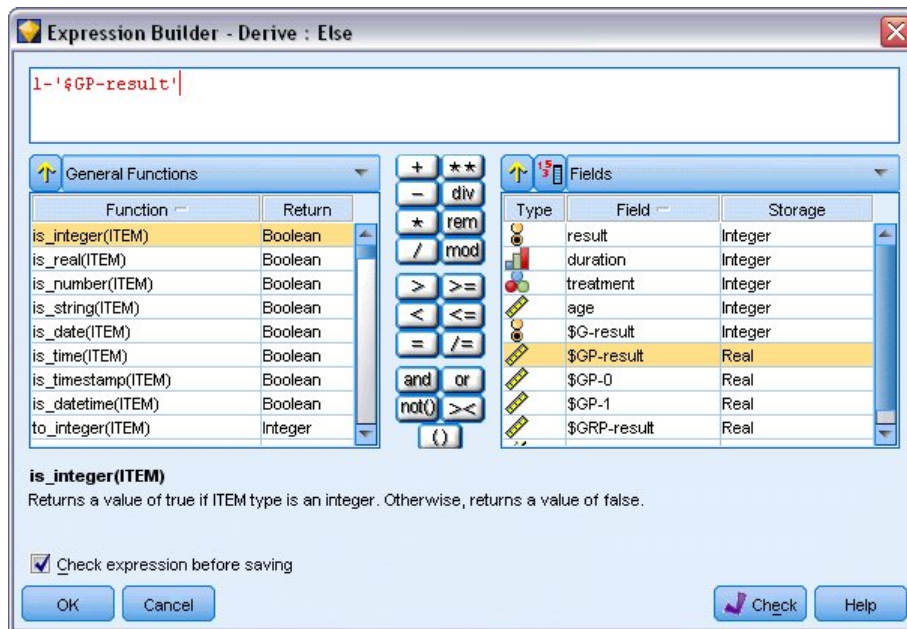 Expression Builder - Derive : Else
1-'$GP-result'
General Functions
Function Return
is_integer(ITEM) Boolean
is_real(ITEM) Boolean
is_number(ITEM) Boolean
is_string(ITEM) Boolean
is_date(ITEM) Boolean
is_time(ITEM) Boolean
is_timestamp(ITEM) Boolean
is_datetime(ITEM) Boolean
to_integer(ITEM) Integer
+ **
- div
* rem
/ mod
> >=
< <=
= /=
and or
not() ><
()
Fields
Type Field Storage
result Integer
duration Integer
treatment Integer
age Integer
$G-result Integer
$GP-result Real
$GP-0 Real
$GP-1 Real
$GRP-result Real
is_integer(ITEM)
Returns a value of true if ITEM type is an integer. Otherwise, returns a value of false.
Check expression before saving
OK Cancel Check Help